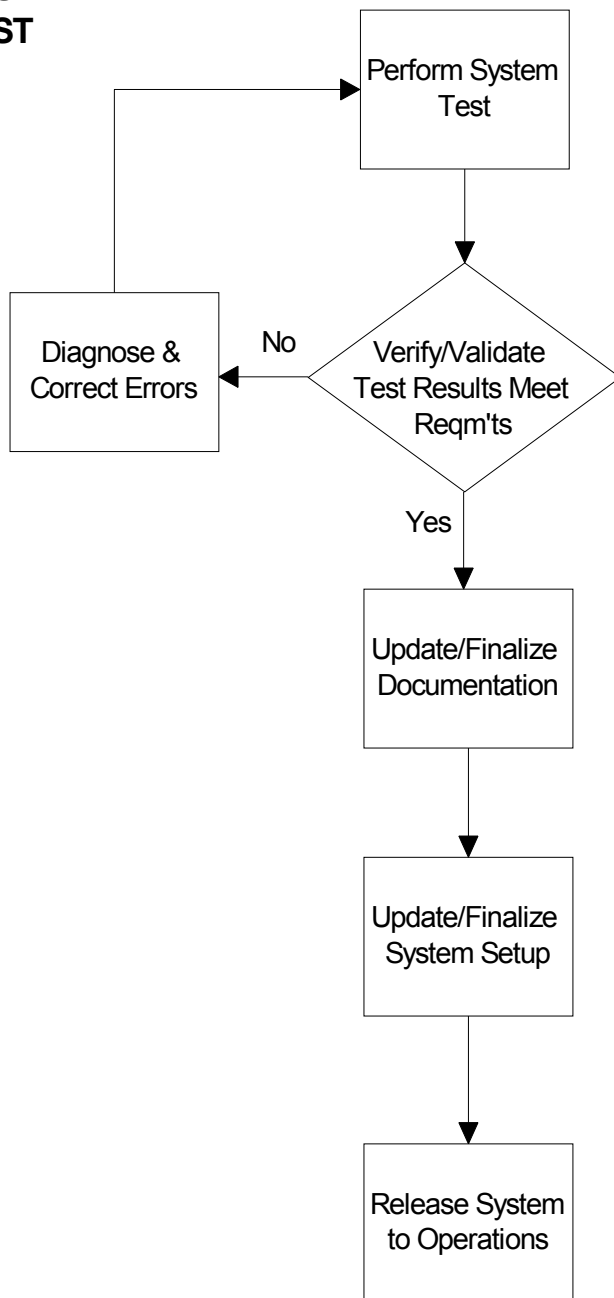 ST
Perform System
Test
Diagnose &
Correct Errors
No
Verify/Validate
Test Results Meet
Reqm'ts
Yes
Update/Finalize
Documentation
Update/Finalize
System Setup
Release System
to Operations